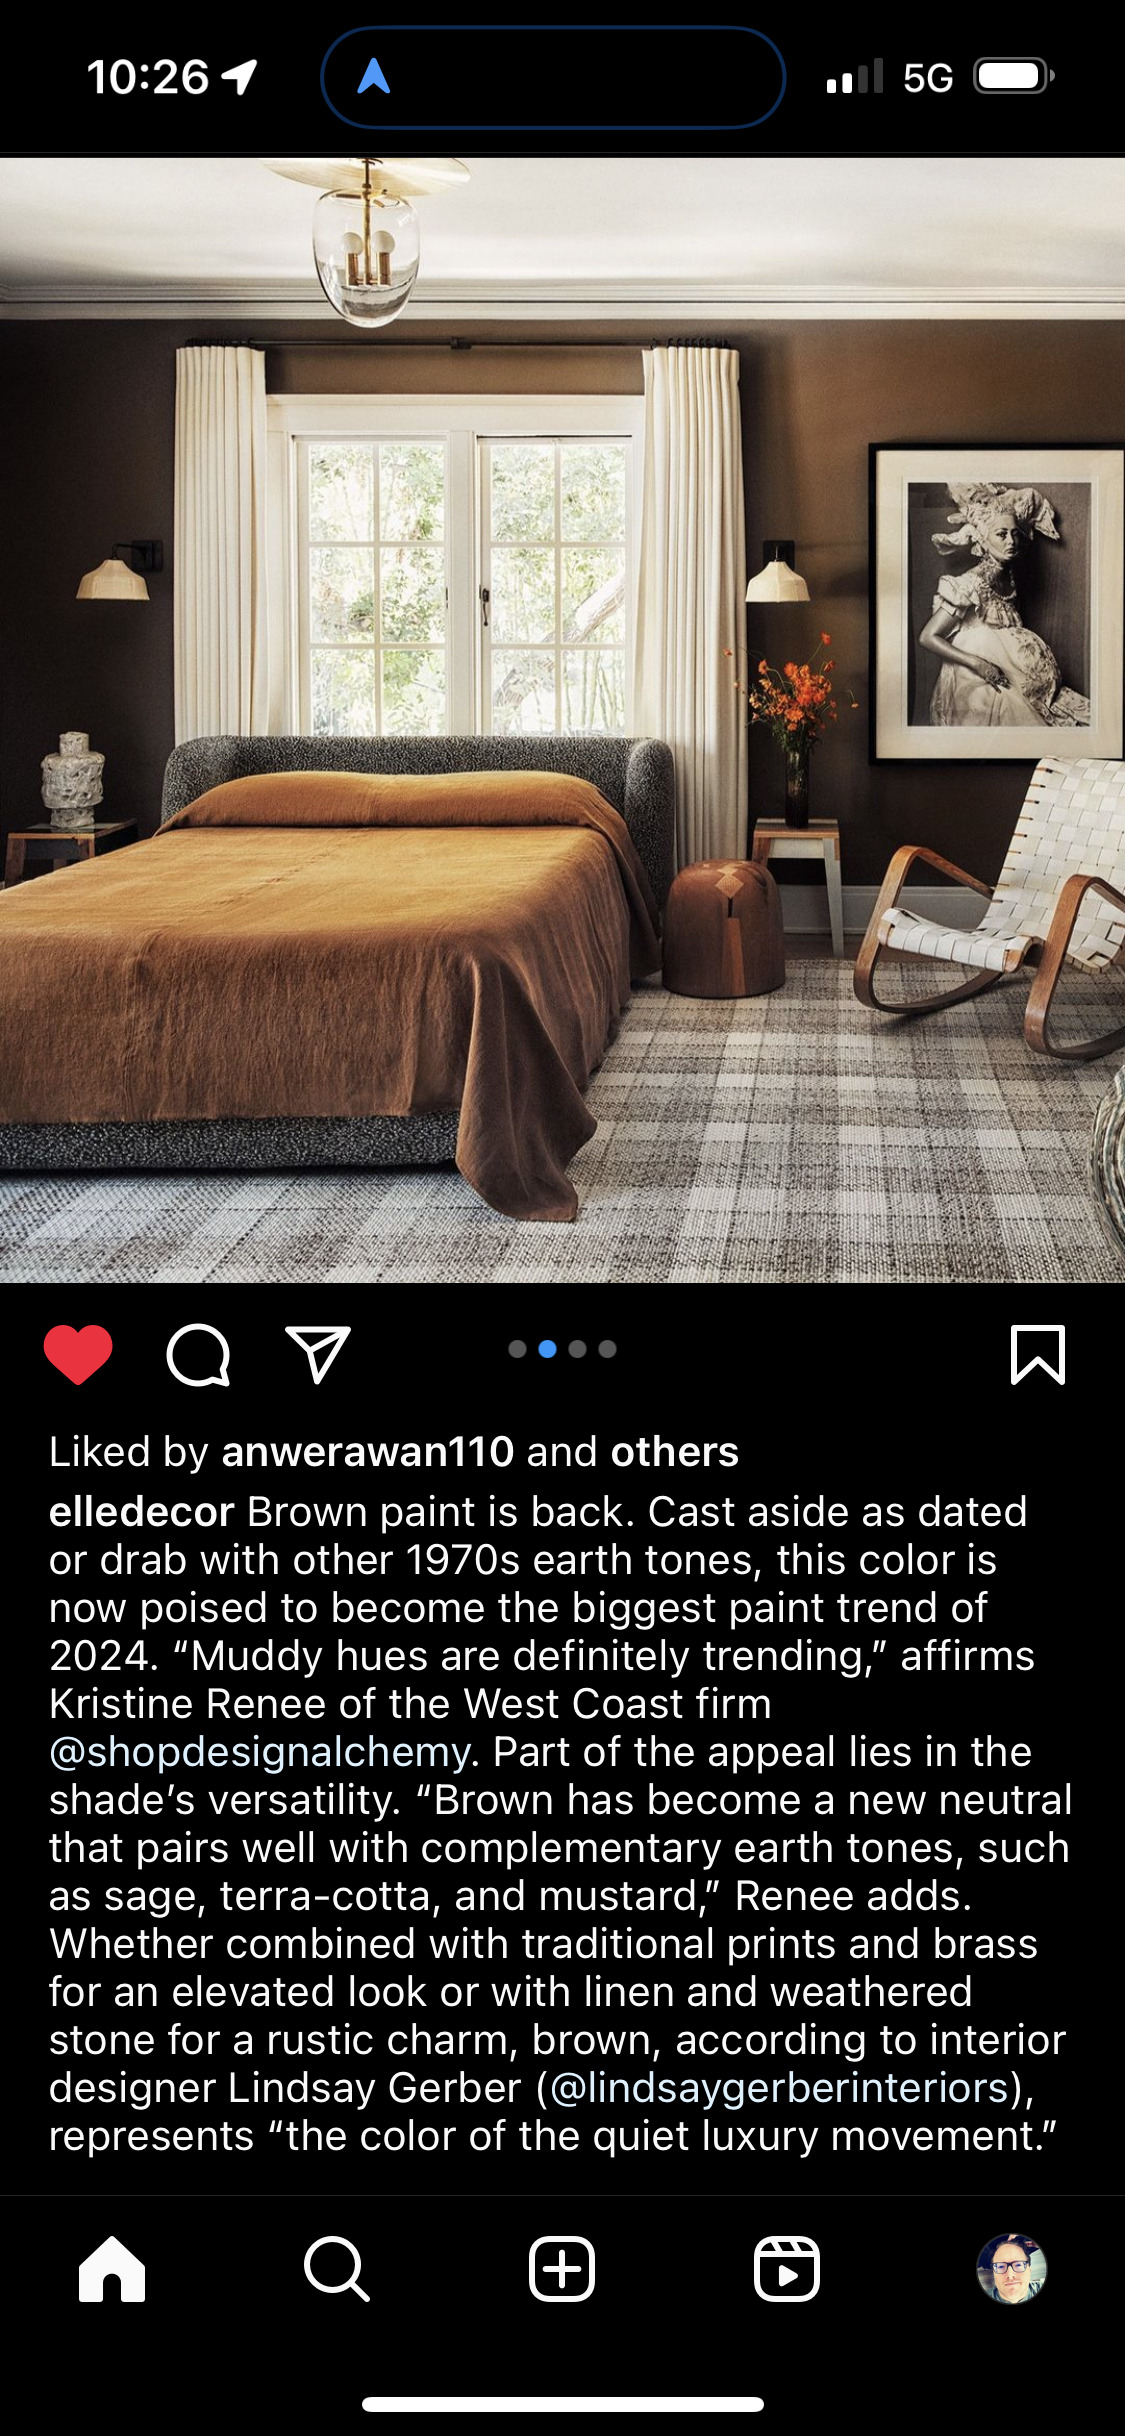 10:26
5G
Liked by anwerawan110 and others
elledecor Brown paint is back. Cast aside as dated
or drab with other 1970s earth tones, this color is
now poised to become the biggest paint trend of
2024. “Muddy hues are definitely trending,” affirms
Kristine Renee of the West Coast firm
@shopdesignalchemy. Part of the appeal lies in the
shade’s versatility. “Brown has become a new neutral
that pairs well with complementary earth tones, such
as sage, terra-cotta, and mustard,” Renee adds.
Whether combined with traditional prints and brass
for an elevated look or with linen and weathered
stone for a rustic charm, brown, according to interior
designer Lindsay Gerber (@lindsaygerberinteriors),
represents “the color of the quiet luxury movement.”